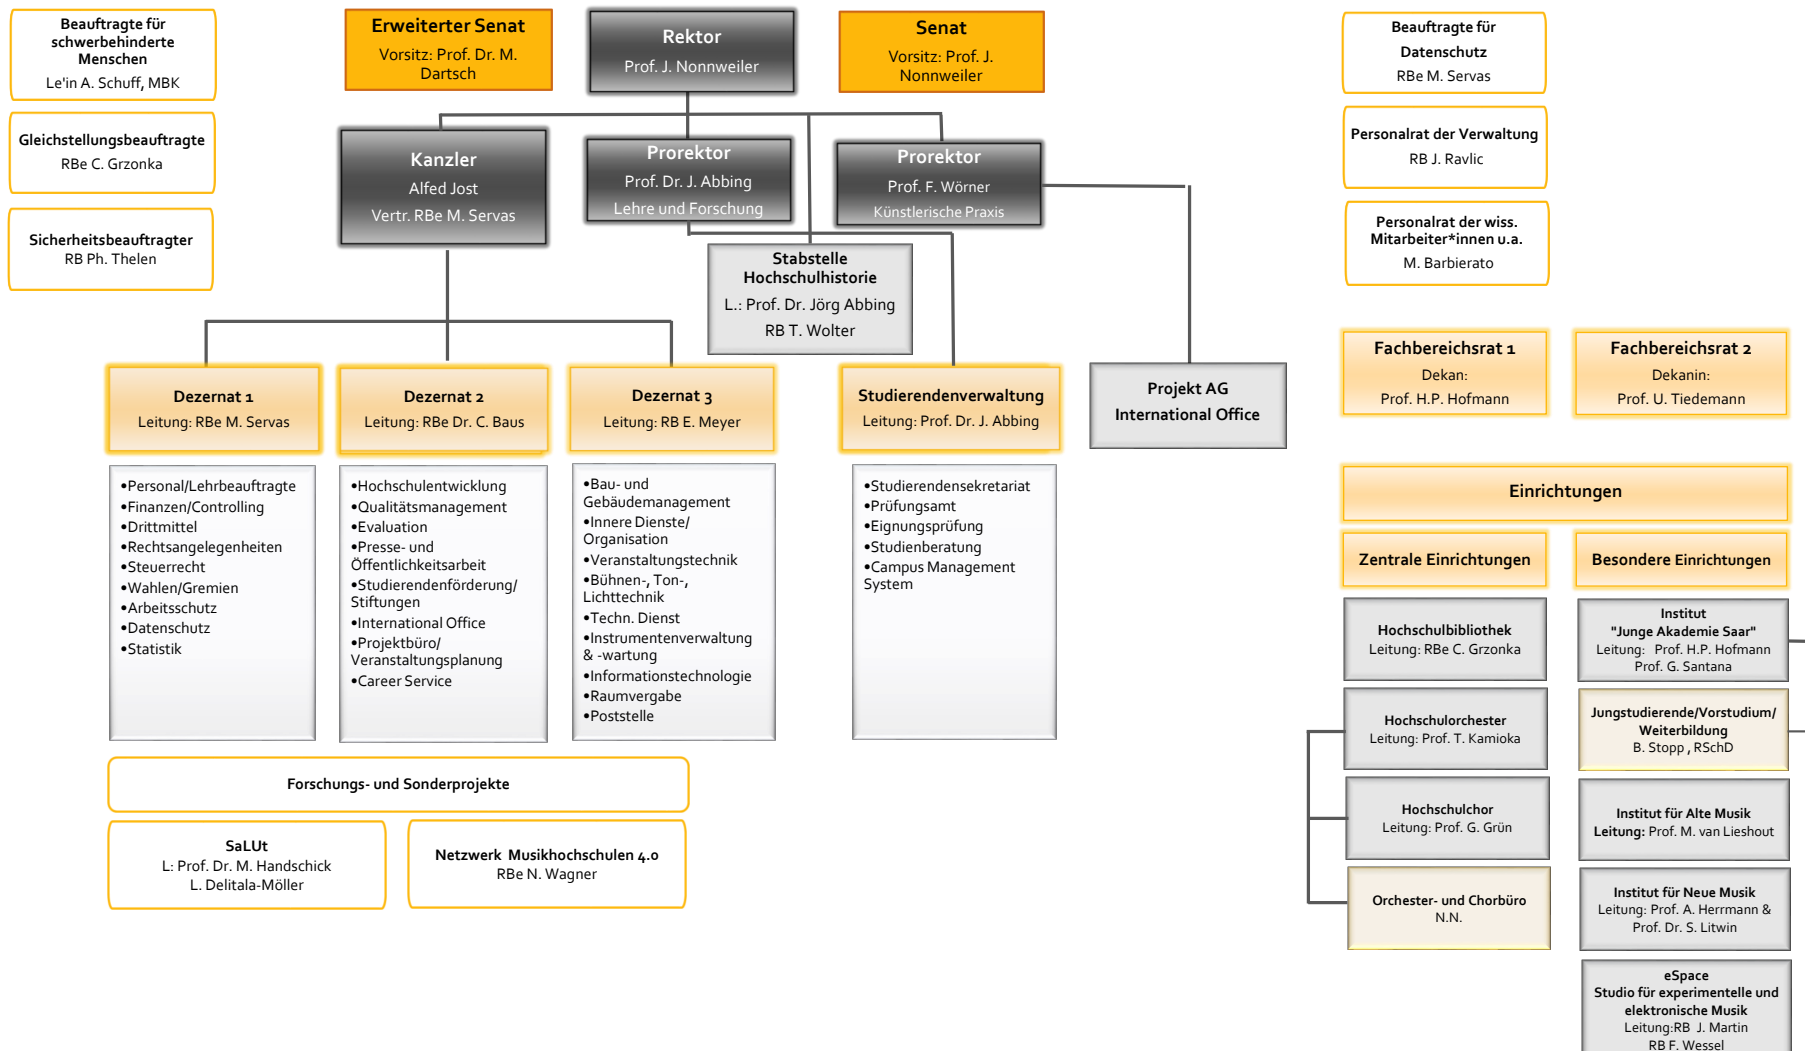 Beauftragte für
schwerbehinderte
Menschen
Le'in A. Schuff, MBK
Gleichstellungsbeauftragte
RBe C. Grzonka
Sicherheitsbeauftragter
RB Ph. Thelen
Erweiterter Senat
Vorsitz: Prof. Dr. M.
Dartsch
Rektor
Prof. J. Nonnweiler
Senat
Vorsitz: Prof. J.
Nonnweiler
Kanzler
Alfed Jost
Vertr. RBe M. Servas
Prorektor
Prof. Dr. J. Abbing
Lehre und Forschung
Prorektor
Prof. F. Wörner
Künstlerische Praxis
Stabstelle
Hochschulhistorie
L.: Prof. Dr. Jörg Abbing
RB T. Wolter
Dezernat 1
Leitung: RBe M. Servas
Dezernat 2
Leitung: RBe Dr. C. Baus
Dezernat 3
Leitung: RB E. Meyer
Studierendenverwaltung
Leitung: Prof. Dr. J. Abbing
Projekt AG
International Office
•Personal/Lehrbeauftragte
•Finanzen/Controlling
•Drittmittel
•Rechtsangelegenheiten
•Steuerrecht
•Wahlen/Gremien
•Arbeitsschutz
•Datenschutz
•Statistik
•Hochschulentwicklung
•Qualitätsmanagement
•Evaluation
•Presse- und
Öffentlichkeitsarbeit
•Studierendenförderung/
Stiftungen
•International Office
•Projektbüro/
Veranstaltungsplanung
•Career Service
•Bau- und
Gebäudemanagement
•Innere Dienste/
Organisation
•Veranstaltungstechnik
•Bühnen-, Ton-,
Lichttechnik
•Techn. Dienst
•Instrumentenverwaltung
& -wartung
•Informationstechnologie
•Raumvergabe
•Poststelle
•Studierendensekretariat
•Prüfungsamt
•Eignungsprüfung
•Studienberatung
•Campus Management
System
Forschungs- und Sonderprojekte
SaLUt
L: Prof. Dr. M. Handschick
L. Delitala-Möller
Netzwerk Musikhochschulen 4.0
RBe N. Wagner
Beauftragte für
Datenschutz
RBe M. Servas
Personalrat der Verwaltung
RB J. Ravlic
Personalrat der wiss.
Mitarbeiter*innen u.a.
M. Barbierato
Fachbereichsrat 1
Dekan:
Prof. H.P. Hofmann
Fachbereichsrat 2
Dekanin:
Prof. U. Tiedemann
Einrichtungen
Zentrale Einrichtungen
Besondere Einrichtungen
Hochschulbibliothek
Leitung: RBe C. Grzonka
Hochschulorchester
Leitung: Prof. T. Kamioka
Hochschulchor
Leitung: Prof. G. Grün
Orchester- und Chorbüro
N.N.
Institut
"Junge Akademie Saar"
Leitung: Prof. H.P. Hofmann
Prof. G. Santana
Jungstudierende/Vorstudium/
Weiterbildung
B. Stopp , RSchD
Institut für Alte Musik
Leitung: Prof. M. van Lieshout
Institut für Neue Musik
Leitung: Prof. A. Herrmann &
Prof. Dr. S. Litwin
eSpace
Studio für experimentelle und
elektronische Musik
Leitung:RB J. Martin
RB F. Wessel